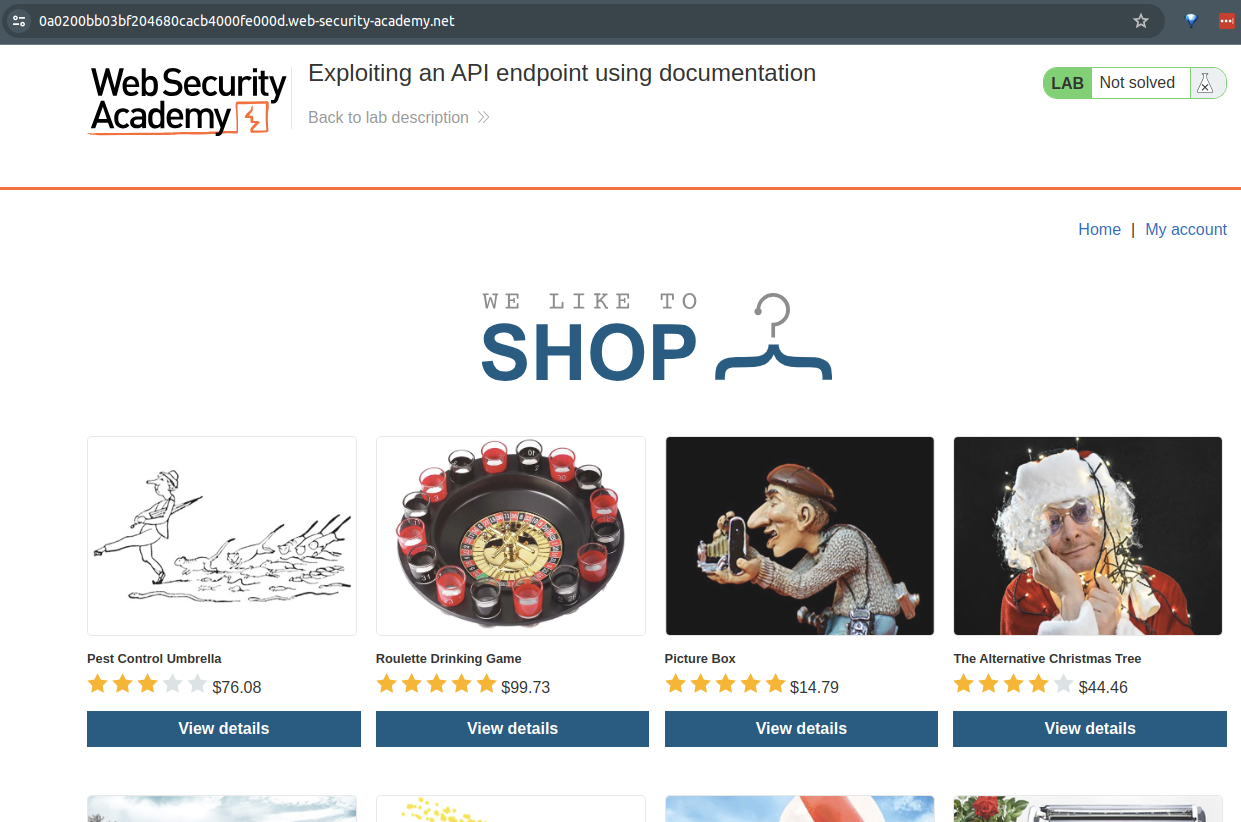 0a0200bb03bf204680cacb4000fe000d.web-security-academy.net
WebSecurity
Academy
Exploiting an API endpoint using documentation
Back to lab description
LAB Not solved
Home | My account
WE LIKE TO
SHOP
Pest Control Umbrella
$76.08
View details
Roulette Drinking Game
$99.73
View details
Picture Box
$14.79
View details
The Alternative Christmas Tree
$44.46
View details